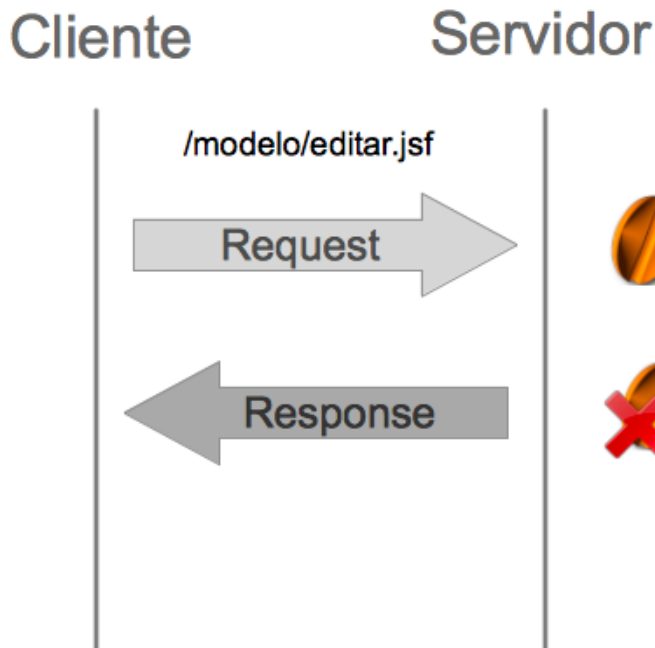 Cliente
Servidor
/modelo/editar.jsf
Request
Response